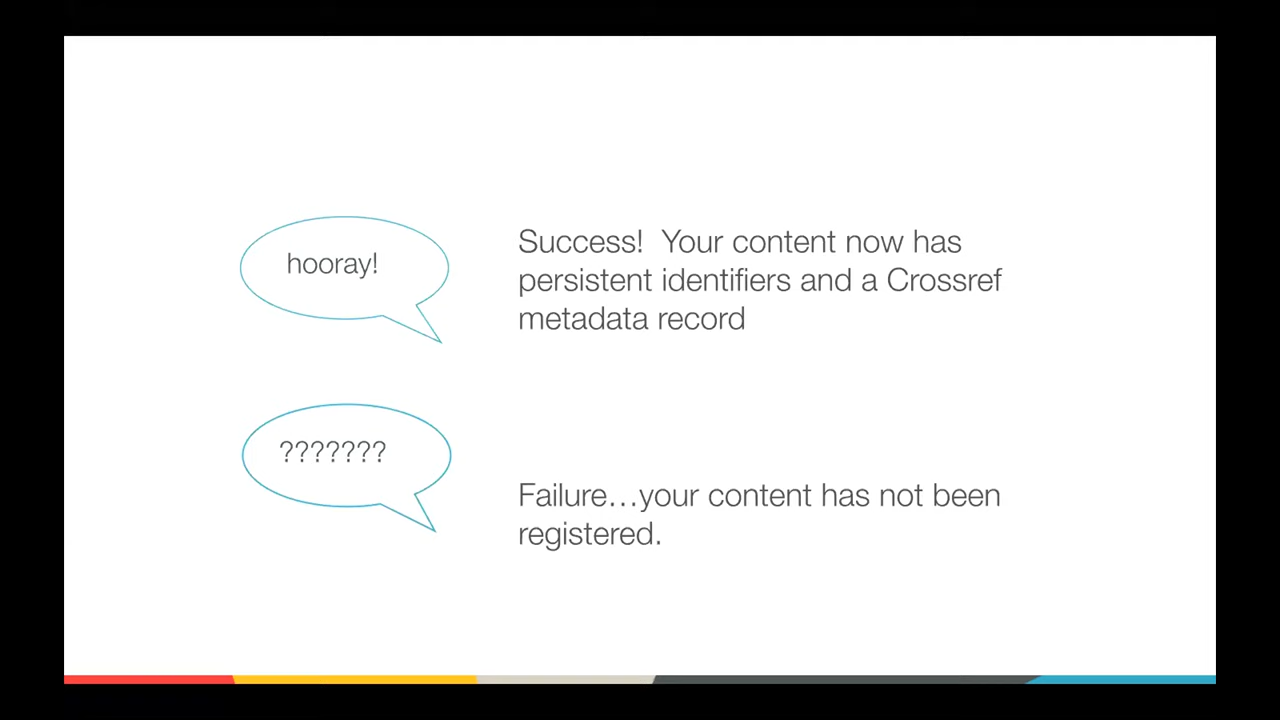 hooray!
Success!  Your content now has
persistent identifiers and a Crossref
metadata record
???????
Failure…your content has not been
registered.